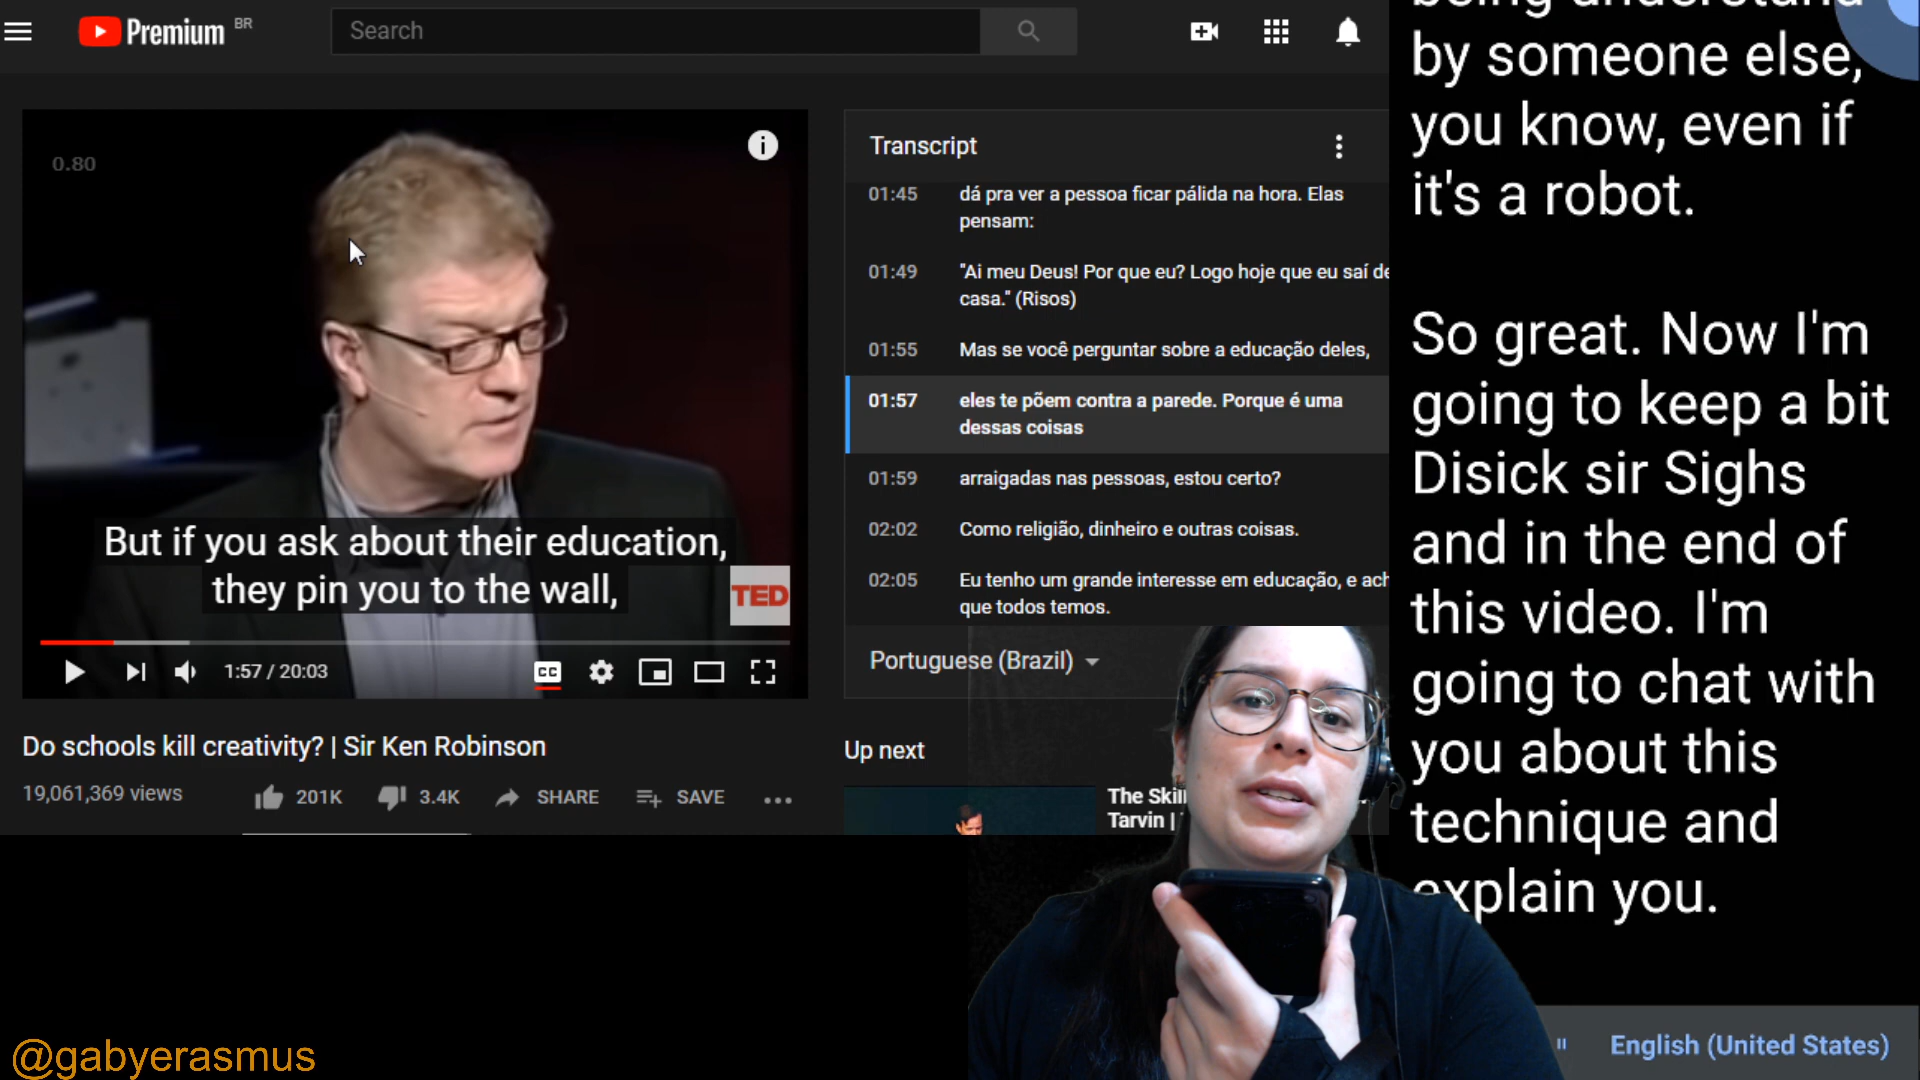 Premium BR
Search
0.80
But if you ask about their education,
they pin you to the wall,
TED
1:57 / 20:03
CC
Do schools kill creativity? | Sir Ken Robinson
19,061,369 views
201K
3.4K
SHARE
SAVE
Transcript
01:45 dá pra ver a pessoa ficar pálida na hora. Elas
pensam:
01:49 "Ai meu Deus! Por que eu? Logo hoje que eu saí de
casa." (Risos)
01:55 Mas se você perguntar sobre a educação deles,
01:57 eles te põem contra a parede. Porque é uma
dessas coisas
01:59 arraigadas nas pessoas, estou certo?
02:02 Como religião, dinheiro e outras coisas.
02:05 Eu tenho um grande interesse em educação, e ach
que todos temos.
Portuguese (Brazil)
Up next
The Skil
Tarvin |
being understand
by someone else,
you know, even if
it's a robot.
So great. Now I'm
going to keep a bit
Disick sir Sighs
and in the end of
this video. I'm
going to chat with
you about this
technique and
explain you.
English (United States)
@gabyerasmus